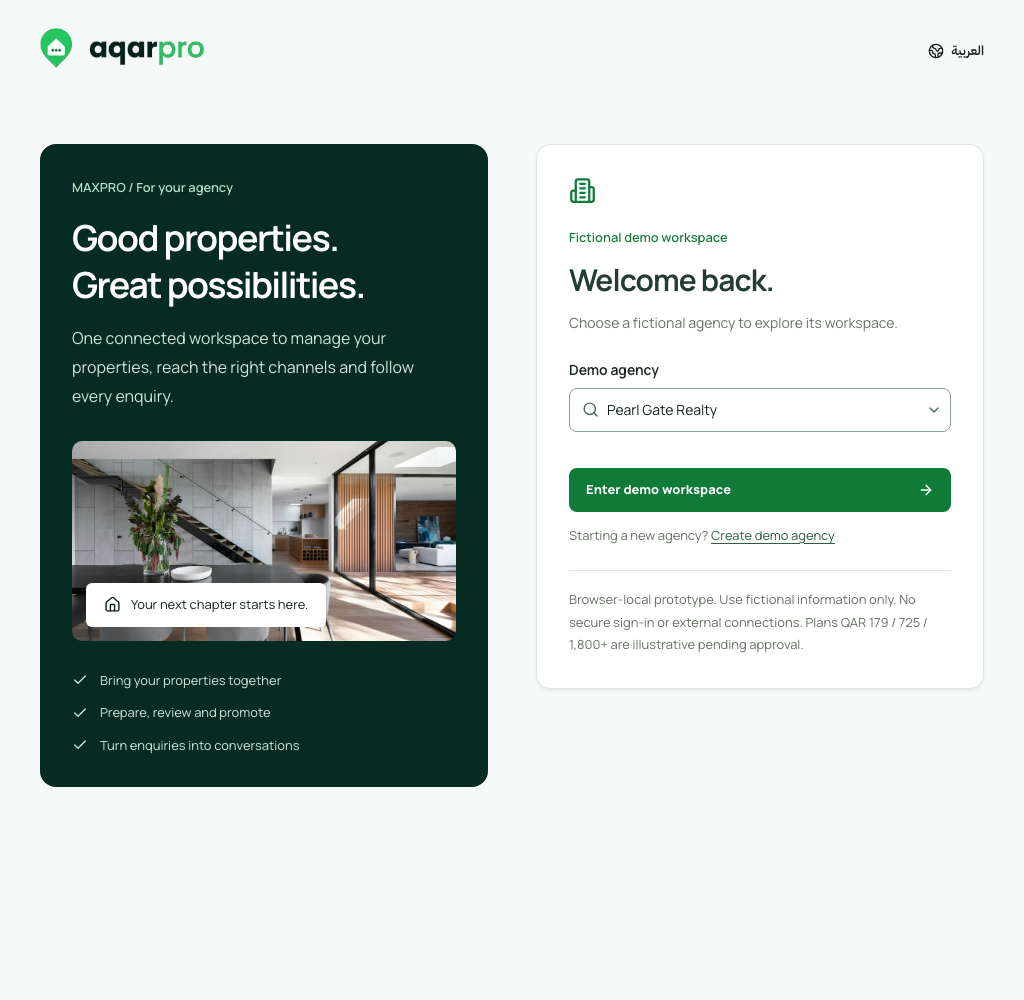 aqarpro
العربية
MAXPRO / For your agency
Good properties.
Great possibilities.
One connected workspace to manage your
properties, reach the right channels and follow
every enquiry.
Your next chapter starts here.
Bring your properties together
Prepare, review and promote
Turn enquiries into conversations
Fictional demo workspace
Welcome back.
Choose a fictional agency to explore its workspace.
Demo agency
Pearl Gate Realty
Enter demo workspace
Starting a new agency? Create demo agency
Browser-local prototype. Use fictional information only. No
secure sign-in or external connections. Plans QAR 179 / 725 /
1,800+ are illustrative pending approval.